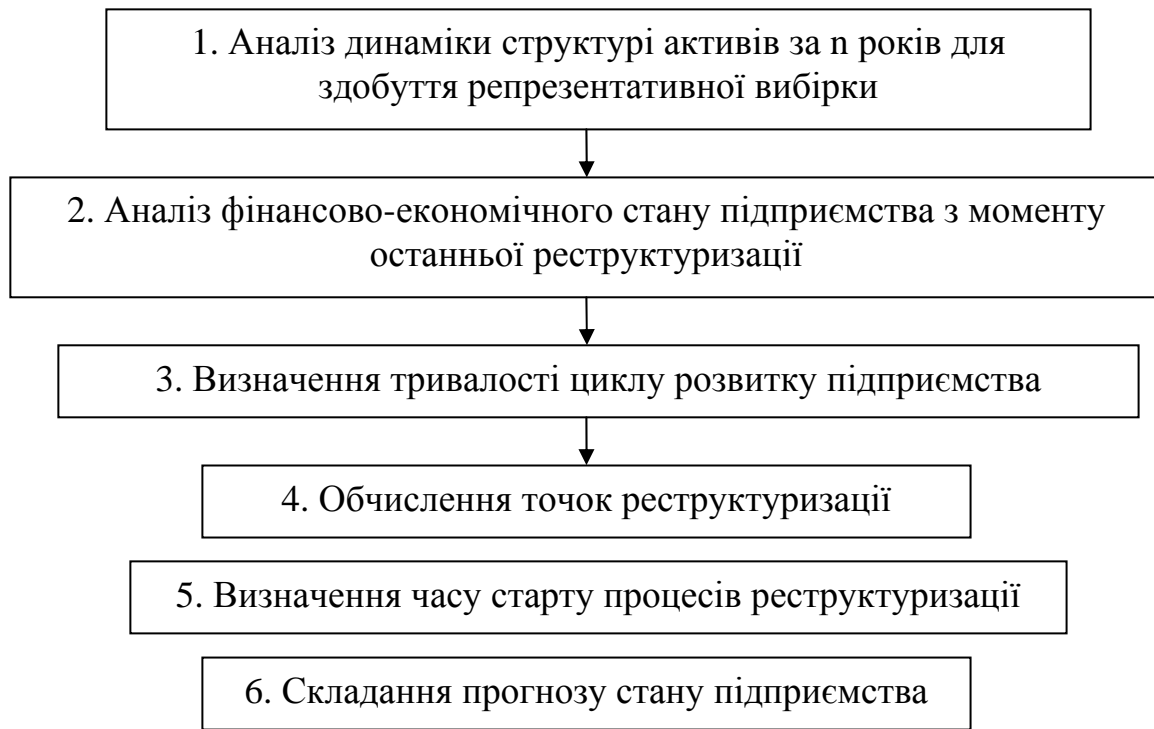 1. Аналіз динаміки структурі активів за n років для
здобуття репрезентативної вибірки
2. Аналіз фінансово-економічного стану підприємства з моменту
останньої реструктуризації
3. Визначення тривалості циклу розвитку підприємства
4. Обчислення точок реструктуризації
5. Визначення часу старту процесів реструктуризації
6. Складання прогнозу стану підприємства